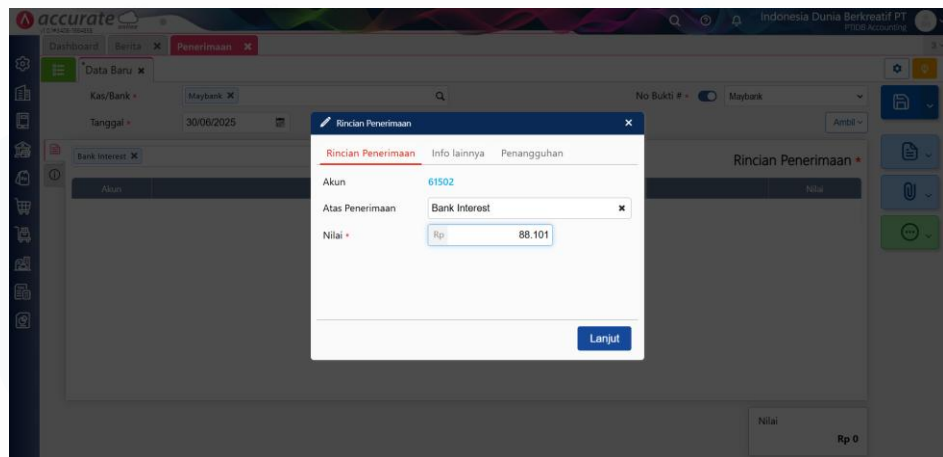 accurate
Indonesia Dunia Berkreatif PT
Accounting
Dashboard Berita Penerimaan
Data Baru
Kas/Bank Maybank No Bukti # Maybank
Tanggal 30/06/2025 Ambil
Rincian Penerimaan
Bank Interest Rincian Penerimaan *
Akun Nilai
Rincian Penerimaan Info lainnya Penangguhan
Akun 61502
Atas Penerimaan Bank Interest
Nilai Rp 88.101
Lanjut
Nilai
Rp 0